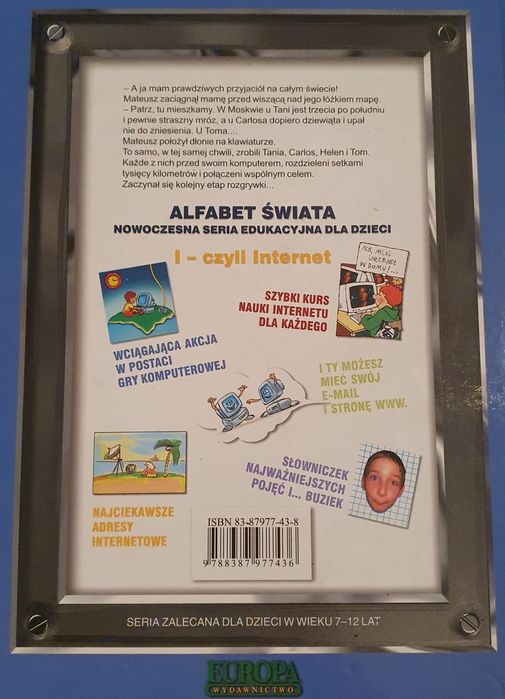 – A ja mam prawdziwych przyjaciół na całym świecie!
Mateusz zaciągnął mamę przed wiszącą nad jego łóżkiem mapę.
– Patrz, tu mieszkamy. W Moskwie u Tani jest trzecia po południu
i pewnie straszny mróz, a u Carlosa dopiero dziewiąta i upał
nie do zniesienia. U Toma....
Mateusz położył dłonie na klawiaturze.
To samo, w tej samej chwili, zrobili Tania, Carlos, Helen i Tom.
Każde z nich przed swoim komputerem, rozdzieleni setkami
tysięcy kilometrów i połączeni wspólnym celem.
Zaczynał się kolejny etap rozgrywki...
ALFABET ŚWIATA
NOWOCZESNA SERIA EDUKACYJNA DLA DZIECI
I – czyli Internet
WCIĄGAJĄCA AKCJA
W POSTACI
GRY KOMPUTEROWEJ
SZYBKI KURS
NAUKI INTERNETU
DLA KAŻDEGO
INTERNET
W DOMU!...
I TY MOŻESZ
MIEĆ SWÓJ
E-MAIL
I STRONĘ WWW.
NAJCIEKAWSZE
ADRESY
INTERNETOWE
SŁOWNICZEK
NAJWAŻNIEJSZYCH
POJĘĆ I... BUZIEK
ISBN 83-87977-43-8
9 788387 977436
SERIA ZALECANA DLA DZIECI W WIEKU 7–12 LAT
EUROPA
WYDAWNICTWO